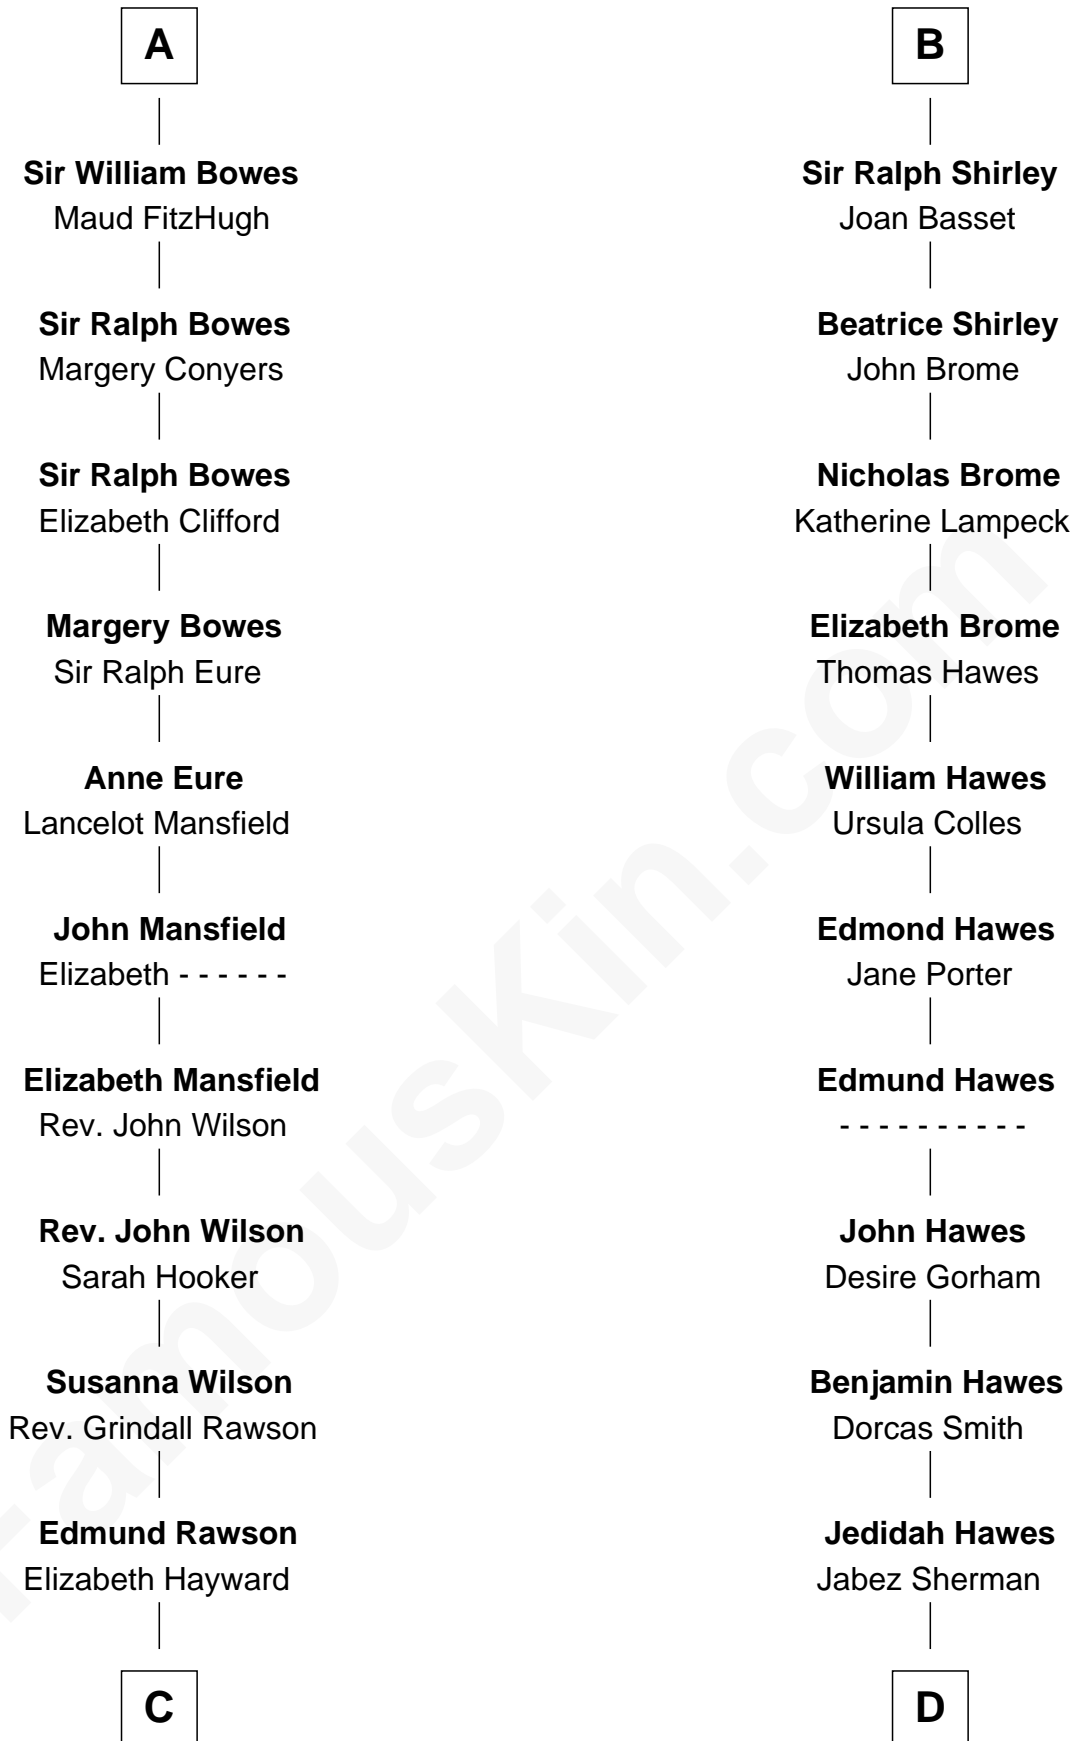 A
Sir William Bowes
Maud FitzHugh
Sir Ralph Bowes
Margery Conyers
Sir Ralph Bowes
Elizabeth Clifford
Margery Bowes
Sir Ralph Eure
Anne Eure
Lancelot Mansfield
John Mansfield
Elizabeth - - - - - -
Elizabeth Mansfield
Rev. John Wilson
Rev. John Wilson
Sarah Hooker
Susanna Wilson
Rev. Grindall Rawson
Edmund Rawson
Elizabeth Hayward
C
B
Sir Ralph Shirley
Joan Basset
Beatrice Shirley
John Brome
Nicholas Brome
Katherine Lampeck
Elizabeth Brome
Thomas Hawes
William Hawes
Ursula Colles
Edmond Hawes
Jane Porter
Edmund Hawes
- - - - - - - - - -
John Hawes
Desire Gorham
Benjamin Hawes
Dorcas Smith
Jedidah Hawes
Jabez Sherman
D
FamousKin.com